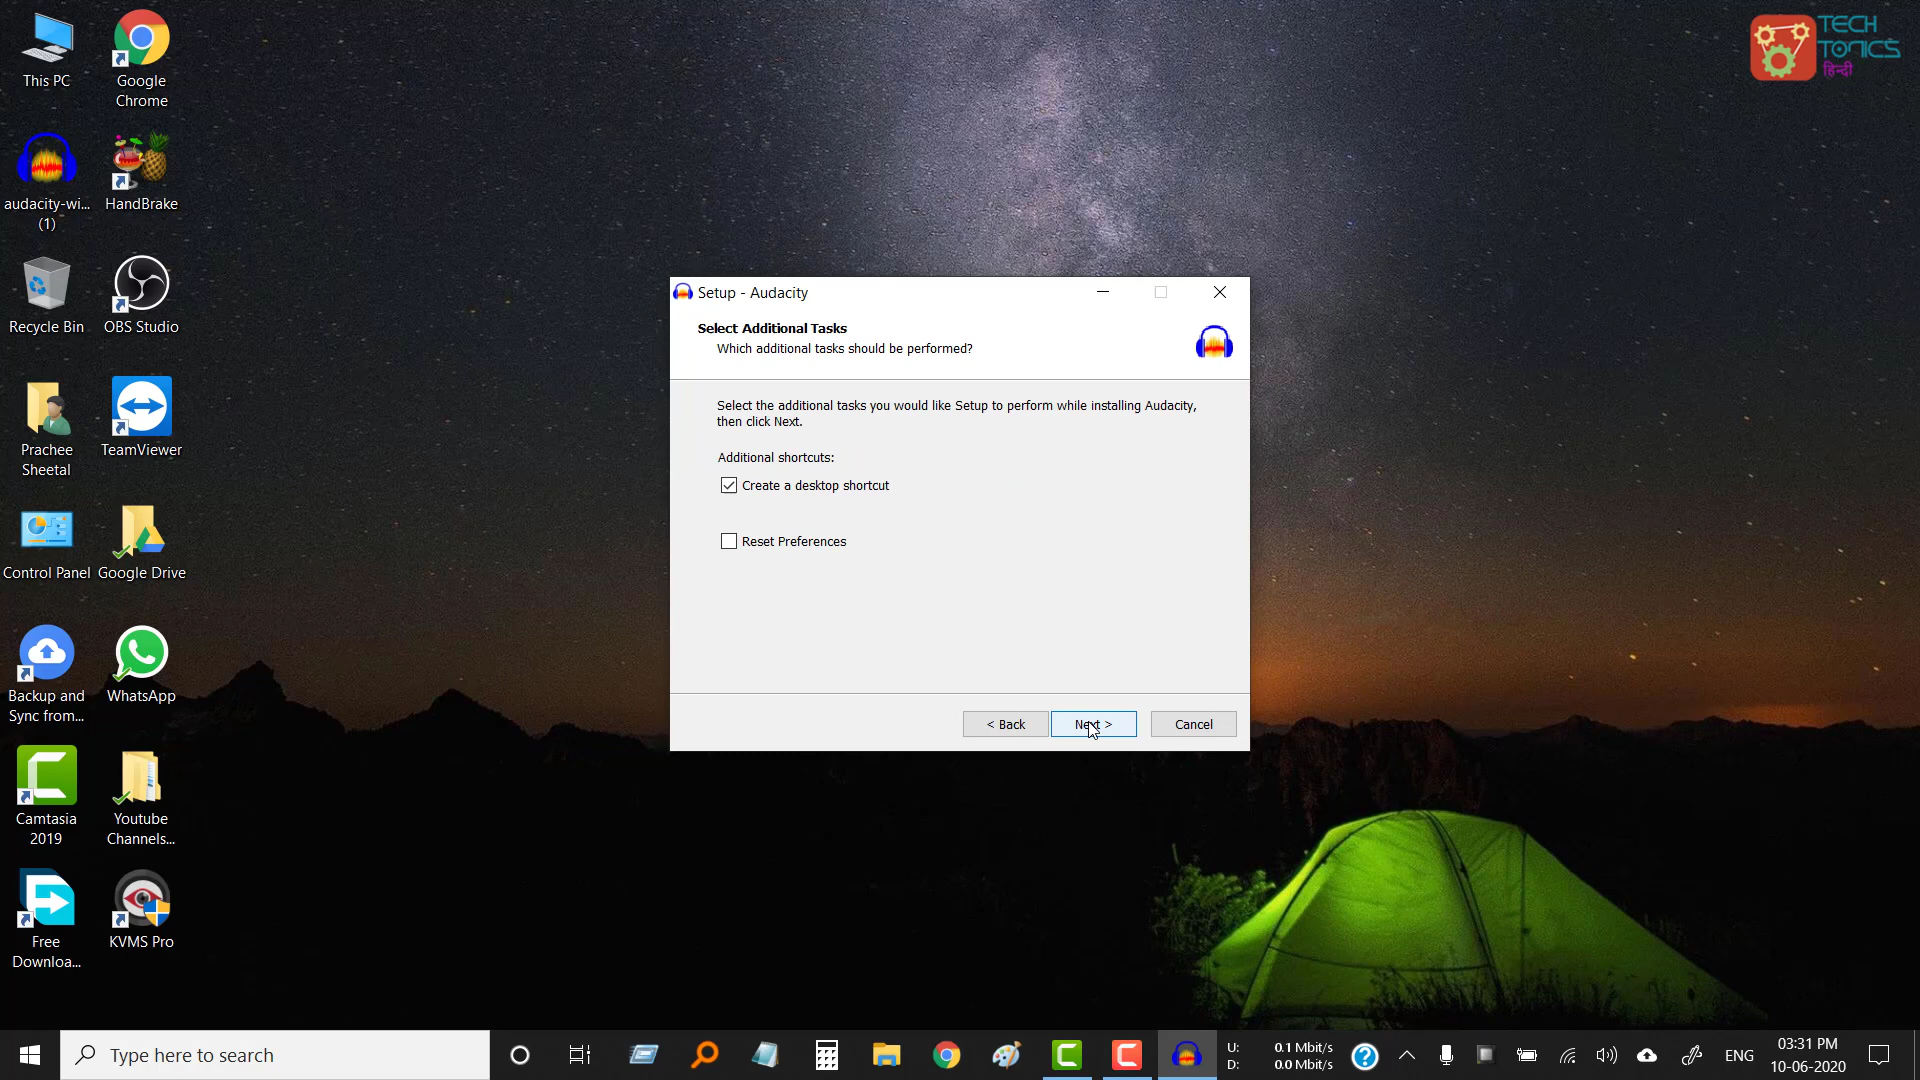 This PC
Google
Chrome
audacity-wi...
(1)
HandBrake
Recycle Bin
OBS Studio
Prachee
Sheetal
TeamViewer
Control Panel
Google Drive
Backup and
Sync from...
WhatsApp
Camtasia
2019
Youtube
Channels...
Free
Downloa...
KVMS Pro
TECH
TONICS
हिन्दी
Setup - Audacity
Select Additional Tasks
Which additional tasks should be performed?
Select the additional tasks you would like Setup to perform while installing Audacity,
then click Next.
Additional shortcuts:
Create a desktop shortcut
Reset Preferences
< Back
Next >
Cancel
Type here to search
U: 0.1 Mbit/s
D: 0.0 Mbit/s
ENG
03:31 PM
10-06-2020